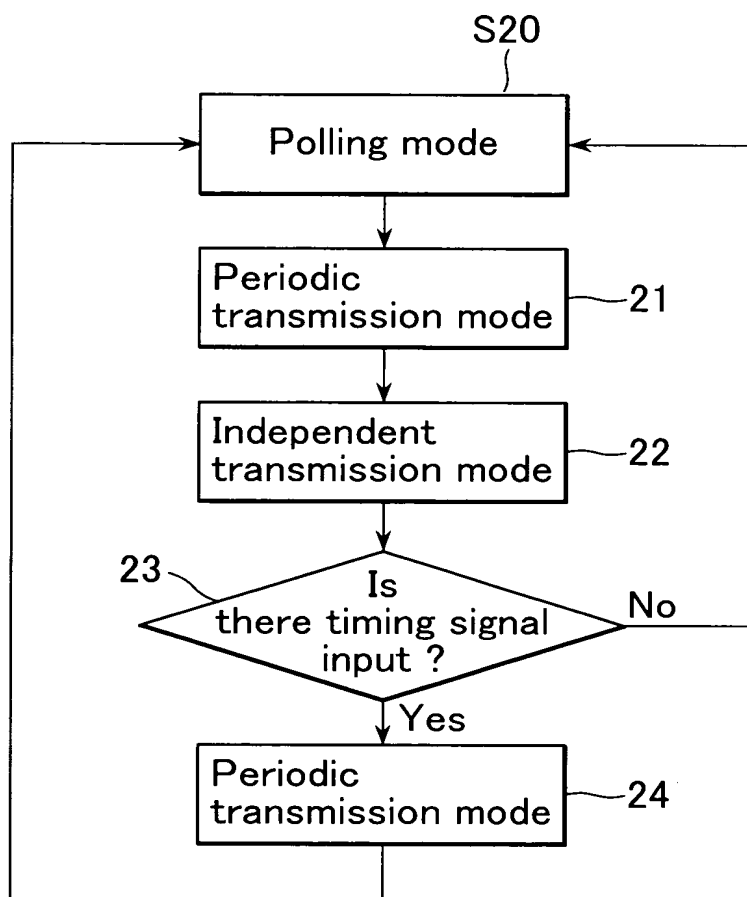 S20
Polling mode
Periodic
transmission mode
21
Independent
transmission mode
22
23
Is
there timing signal
input ?
No
Yes
Periodic
transmission mode
24